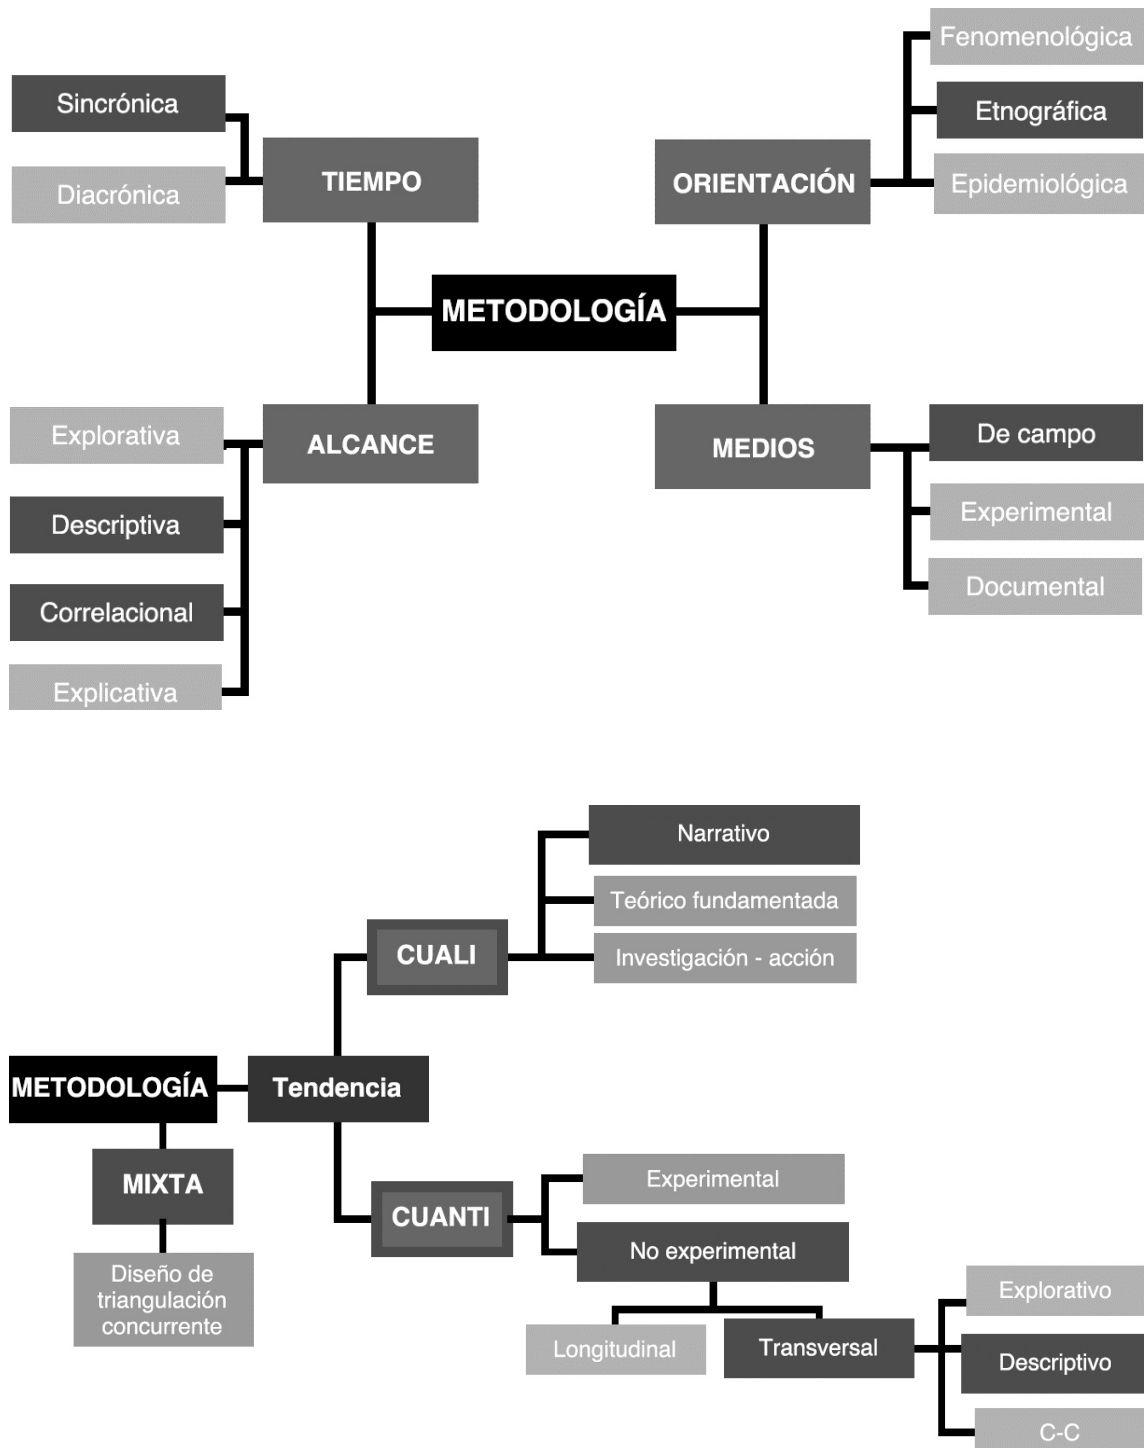 Fenomenológica
Sincrónica
Etnográfica
TIEMPO
ORIENTACIÓN
Diacrónica
Epidemiológica
METODOLOGÍA
Explorativa
ALCANCE
MEDIOS
De campo
Descriptiva
Experimental
Correlacional
Documental
Explicativa
Narrativo
Teórico fundamentada
CUALI
Investigación - acción
METODOLOGÍA
Tendencia
MIXTA
Experimental
CUANTI
No experimental
Diseño de
triangulación
concurrente
Explorativo
Longitudinal
Transversal
Descriptivo
C-C